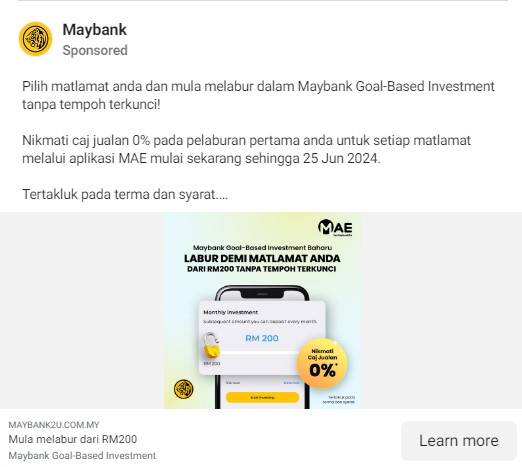 Maybank
Sponsored
Pilih matlamat anda dan mula melabur dalam Maybank Goal-Based Investment
tanpa tempoh terkunci!
Nikmati caj jualan 0% pada pelaburan pertama anda untuk setiap matlamat
melalui aplikasi MAE mulai sekarang sehingga 25 Jun 2024.
Tertakluk pada terma dan syarat....
MAE
Maybank Goal-Based Investment Baharu
LABUR DEMI MATLAMAT ANDA
DARI RM200 TANPA TEMPOH TERKUNCI
Monthly Investment
Subsequent amount you can deposit every month.
RM 200
RM 200
Nikmati
Caj Jualan
0%*
Start Investing
Tertakluk pada
terma dan syarat
MAYBANK2U.COM.MY
Mula melabur dari RM200
Maybank Goal-Based Investment
Learn more